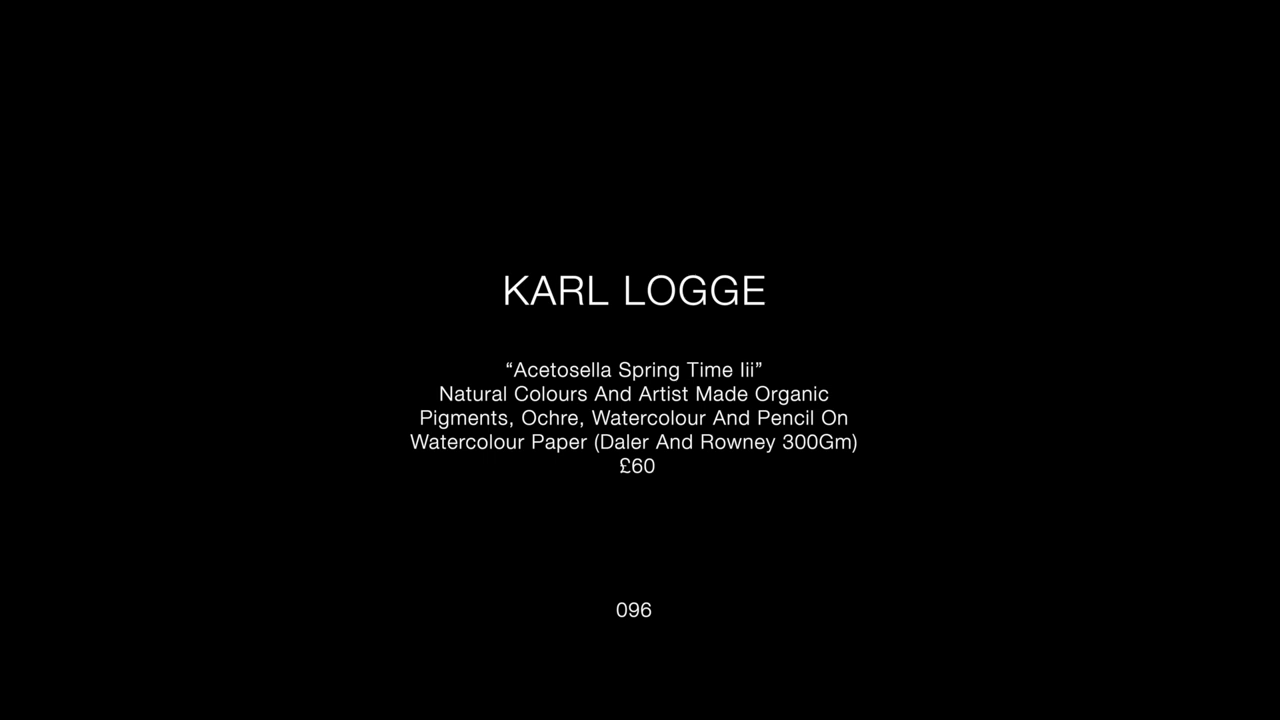 KARL LOGGE
“Acetosella Spring Time Iii”
Natural Colours And Artist Made Organic
Pigments, Ochre, Watercolour And Pencil On
Watercolour Paper (Daler And Rowney 300Gm)
£60
096